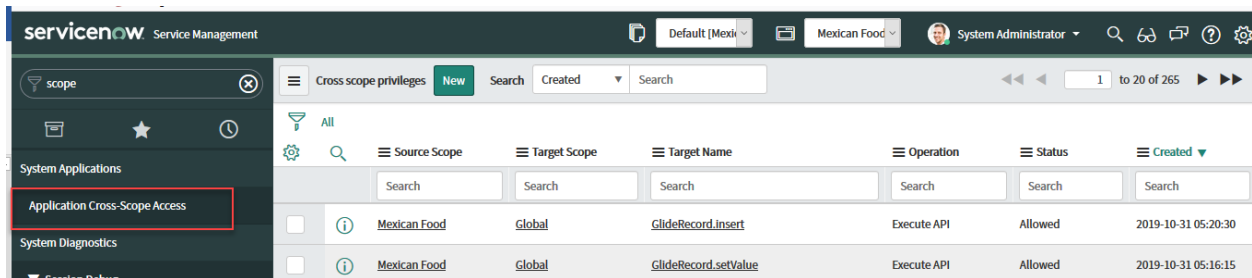 servicenow Service Management
Default [Mexi
Mexican Food
System Administrator
scope
Cross scope privileges New Search Created Search 1 to 20 of 265
All
Source Scope Target Scope Target Name Operation Status Created
Search Search Search Search Search Search
System Applications
Application Cross-Scope Access
Mexican Food Global GlideRecord.insert Execute API Allowed 2019-10-31 05:20:30
System Diagnostics
Mexican Food Global GlideRecord.setValue Execute API Allowed 2019-10-31 05:16:15
Session Debug